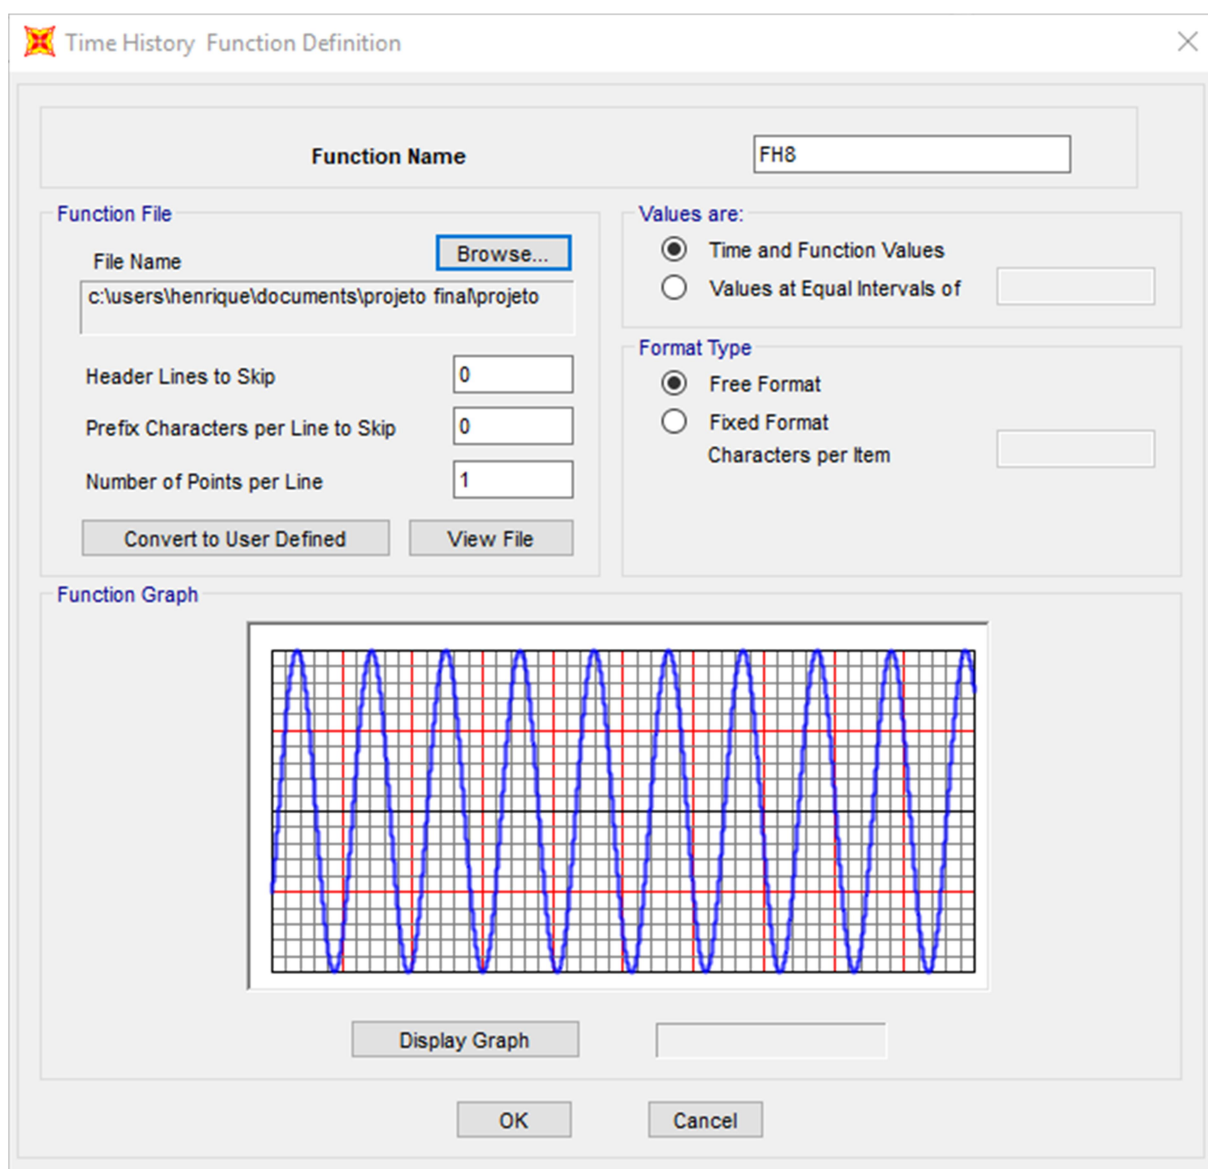 Time History  Function Definition
Function Name
FH8
Function File
File Name
Browse...
c:\users\henrique\documents\projeto final\projeto
Header Lines to Skip
0
Prefix Characters per Line to Skip
0
Number of Points per Line
1
Convert to User Defined
View File
Values are:
Time and Function Values
Values at Equal Intervals of
Format Type
Free Format
Fixed Format
Characters per Item
Function Graph
Display Graph
OK
Cancel